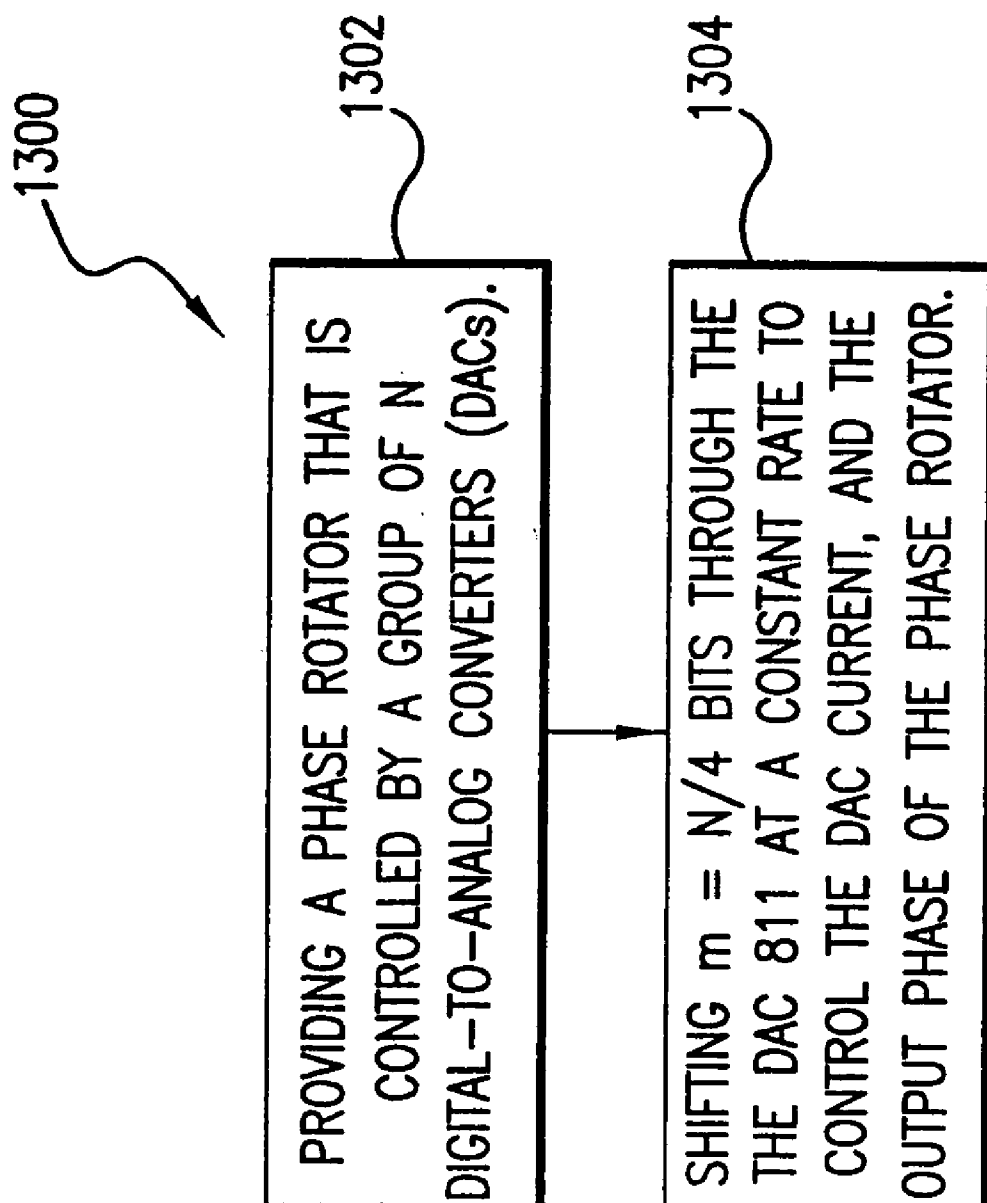 1300
PROVIDING A PHASE ROTATOR THAT IS
CONTROLLED BY A GROUP OF N
DIGITAL-TO-ANALOG CONVERTERS (DACs).
1302
SHIFTING m = N/4 BITS THROUGH THE
THE DAC 811 AT A CONSTANT RATE TO
CONTROL THE DAC CURRENT, AND THE
OUTPUT PHASE OF THE PHASE ROTATOR.
1304